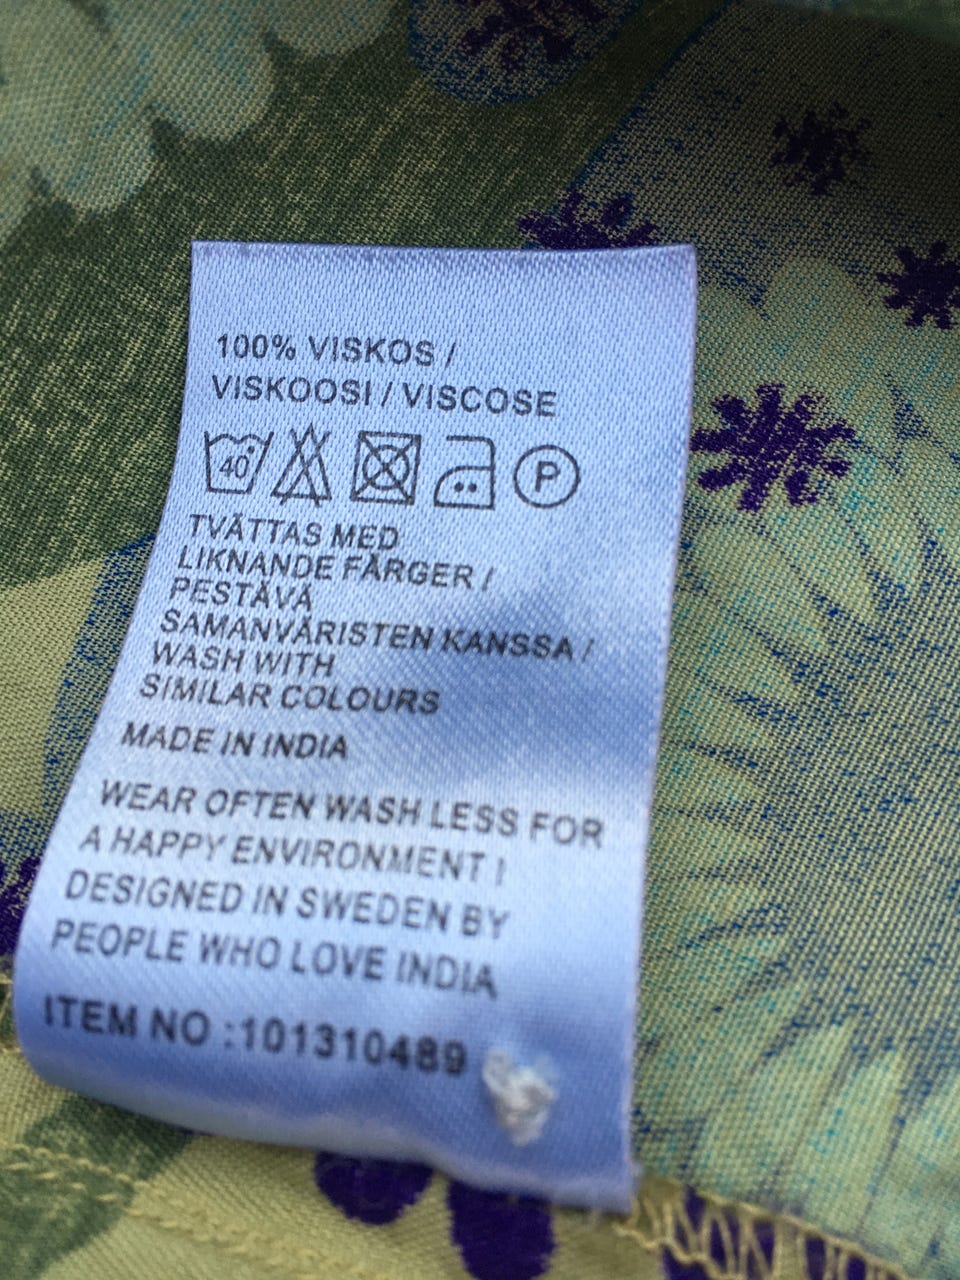 100% VISKOS /
VISKOOSI / VISCOSE
40° P
TVÄTTAS MED
LIKNANDE FÄRGER /
PESTÄVÄ
SAMANVÄRISTEN KANSSA /
WASH WITH
SIMILAR COLOURS
MADE IN INDIA
WEAR OFTEN WASH LESS FOR
A HAPPY ENVIRONMENT !
DESIGNED IN SWEDEN BY
PEOPLE WHO LOVE INDIA
ITEM NO :101310489